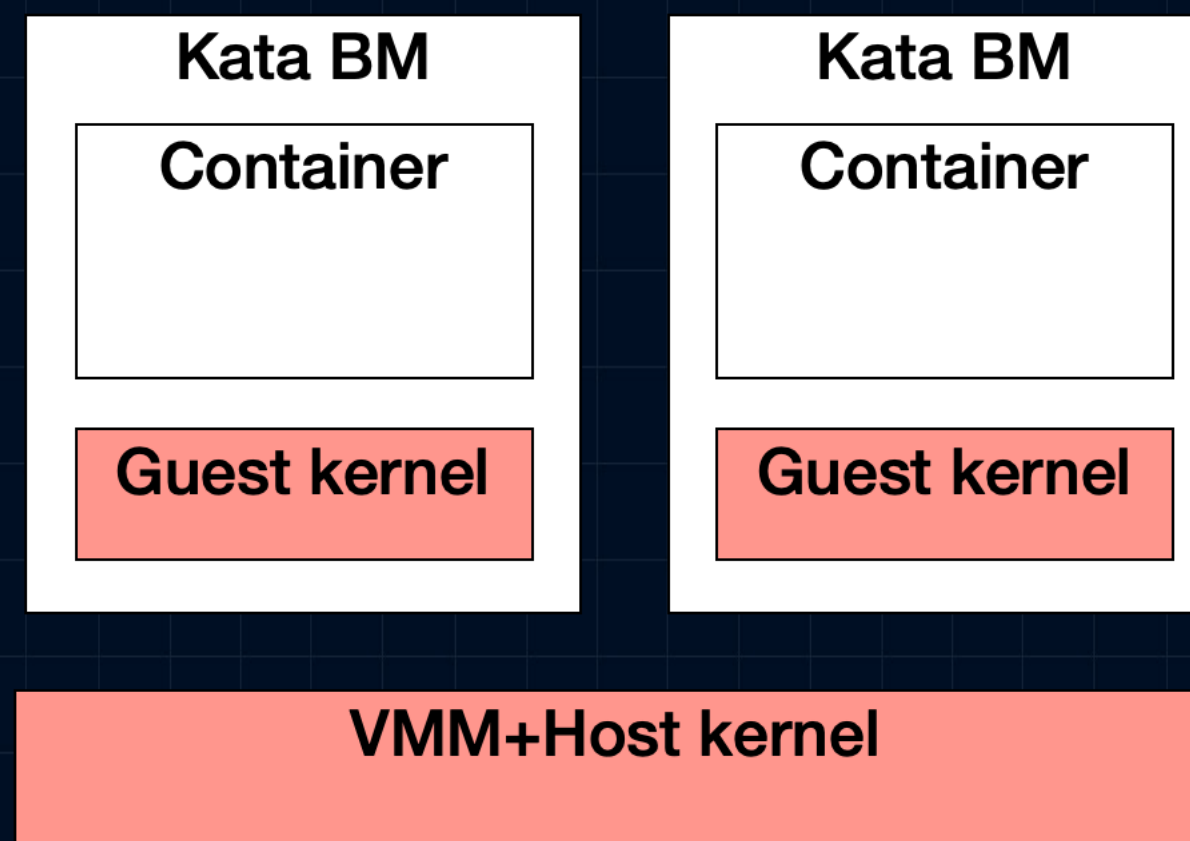 Kata BM
Container
Guest kernel
Kata BM
Container
Guest kernel
VMM+Host kernel